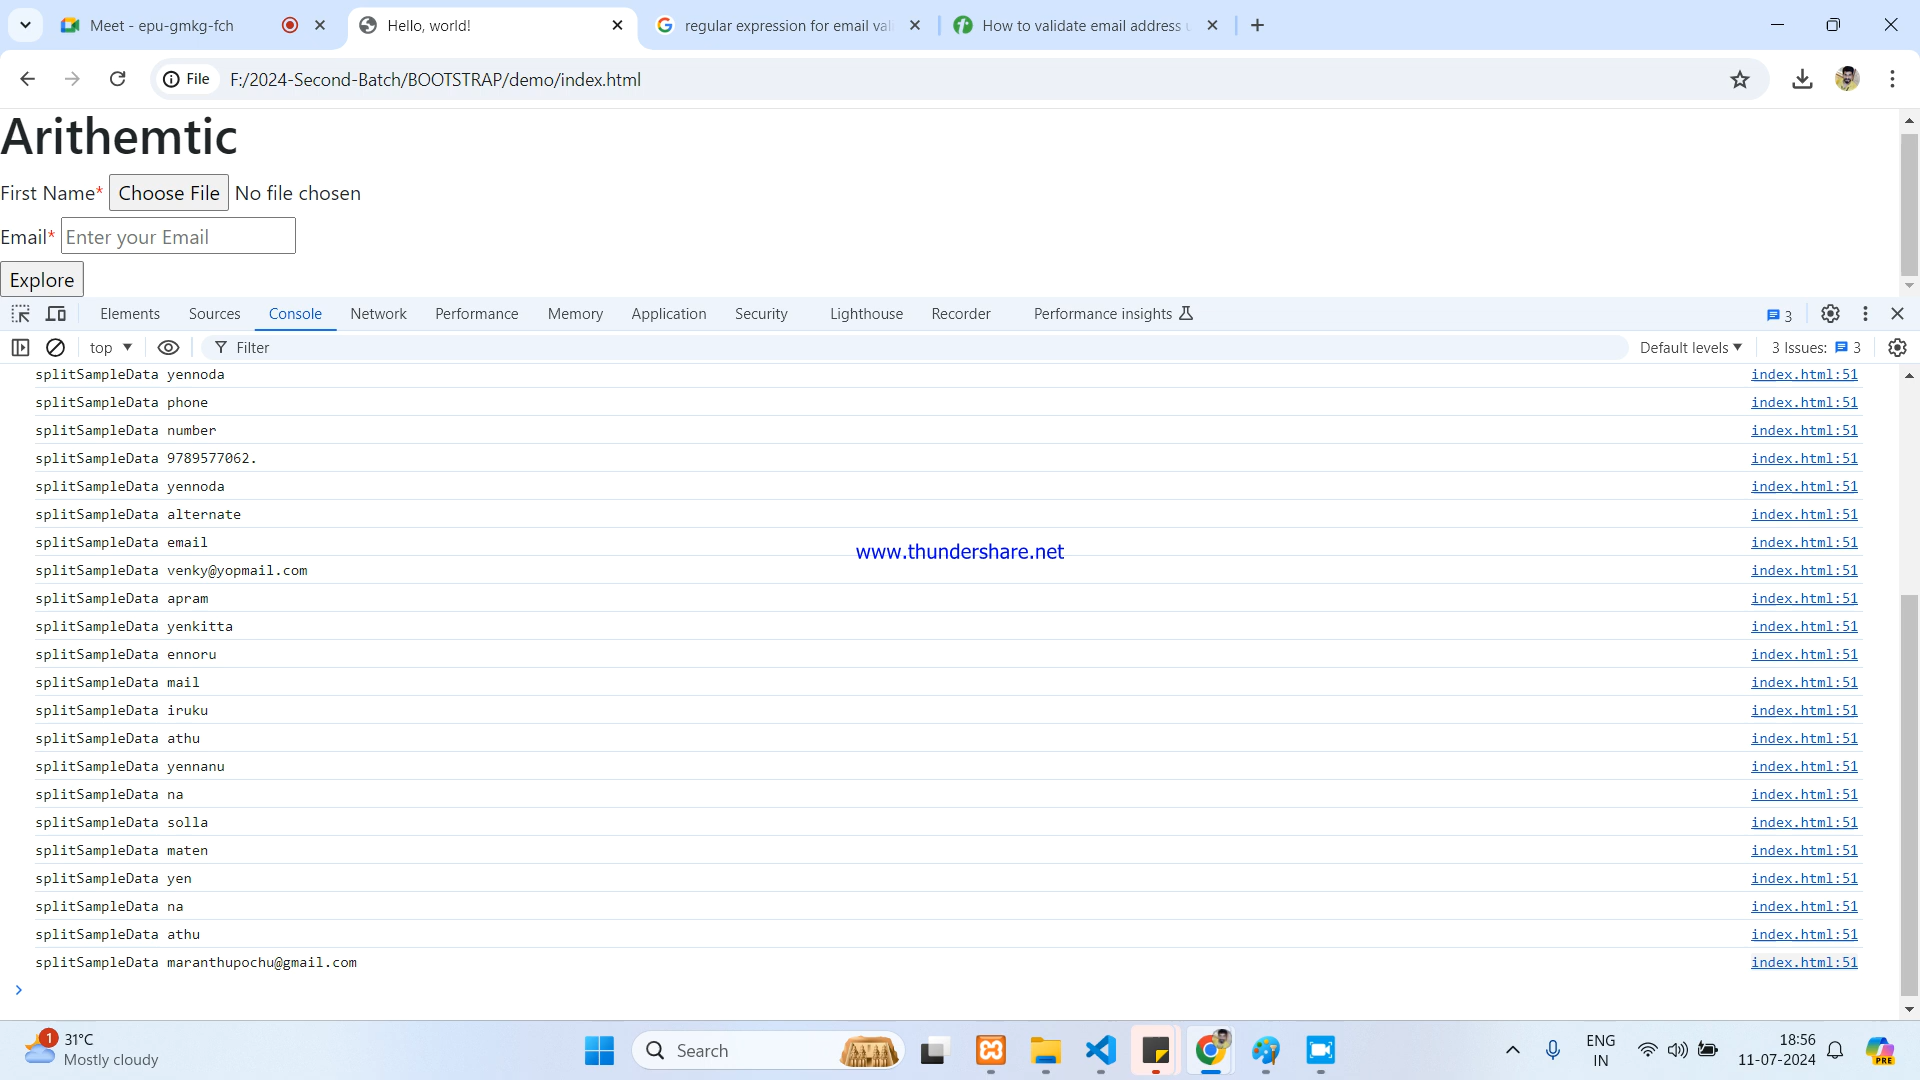 Meet - epu-gmkg-fch
Hello, world!
regular expression for email val
How to validate email address u
File
F:/2024-Second-Batch/BOOTSTRAP/demo/index.html
Arithemtic
First Name* Choose File No file chosen
Email* Enter your Email
Explore
Elements Sources Console Network Performance Memory Application Security Lighthouse Recorder Performance insights 3
top Filter Default levels 3 Issues: 3
splitSampleData yennoda index.html:51
splitSampleData phone index.html:51
splitSampleData number index.html:51
splitSampleData 9789577062. index.html:51
splitSampleData yennoda index.html:51
splitSampleData alternate index.html:51
splitSampleData email index.html:51
www.thundershare.net
splitSampleData venky@yopmail.com index.html:51
splitSampleData apram index.html:51
splitSampleData yenkitta index.html:51
splitSampleData ennoru index.html:51
splitSampleData mail index.html:51
splitSampleData iruku index.html:51
splitSampleData athu index.html:51
splitSampleData yennanu index.html:51
splitSampleData na index.html:51
splitSampleData solla index.html:51
splitSampleData maten index.html:51
splitSampleData yen index.html:51
splitSampleData na index.html:51
splitSampleData athu index.html:51
splitSampleData maranthupochu@gmail.com index.html:51
1
31°C
Mostly cloudy
Search
ENG
IN
18:56
11-07-2024
PRE